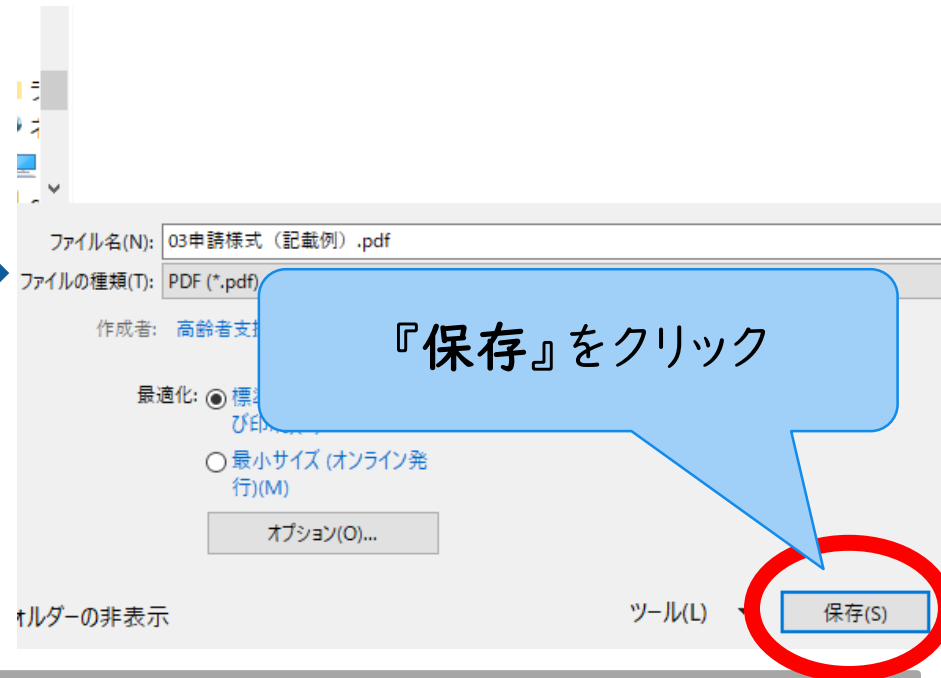 ファイル名(N): 03申請様式（記載例）.pdf
ファイルの種類(T): PDF (*.pdf)
作成者: 高齢者支
『保存』をクリック
最適化:
び印
最小サイズ (オンライン発
行)(M)
オプション(O)...
ォルダーの非表示
ツール(L)
保存(S)